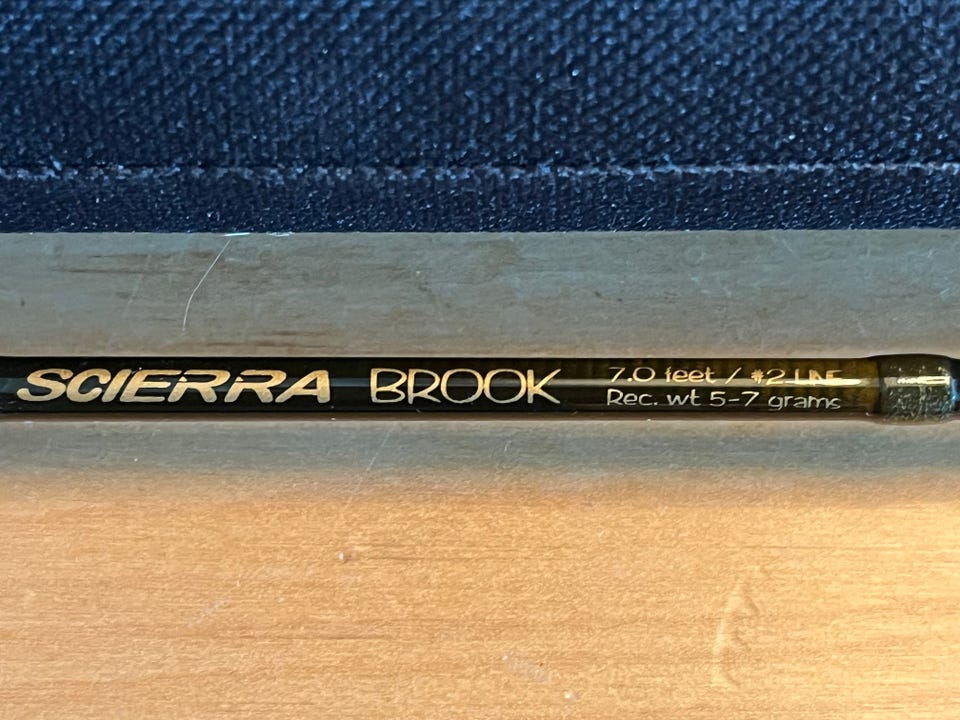 SCIERRA BROOK
7.0 feet / #2 LINE
Rec. wt 5-7 grams